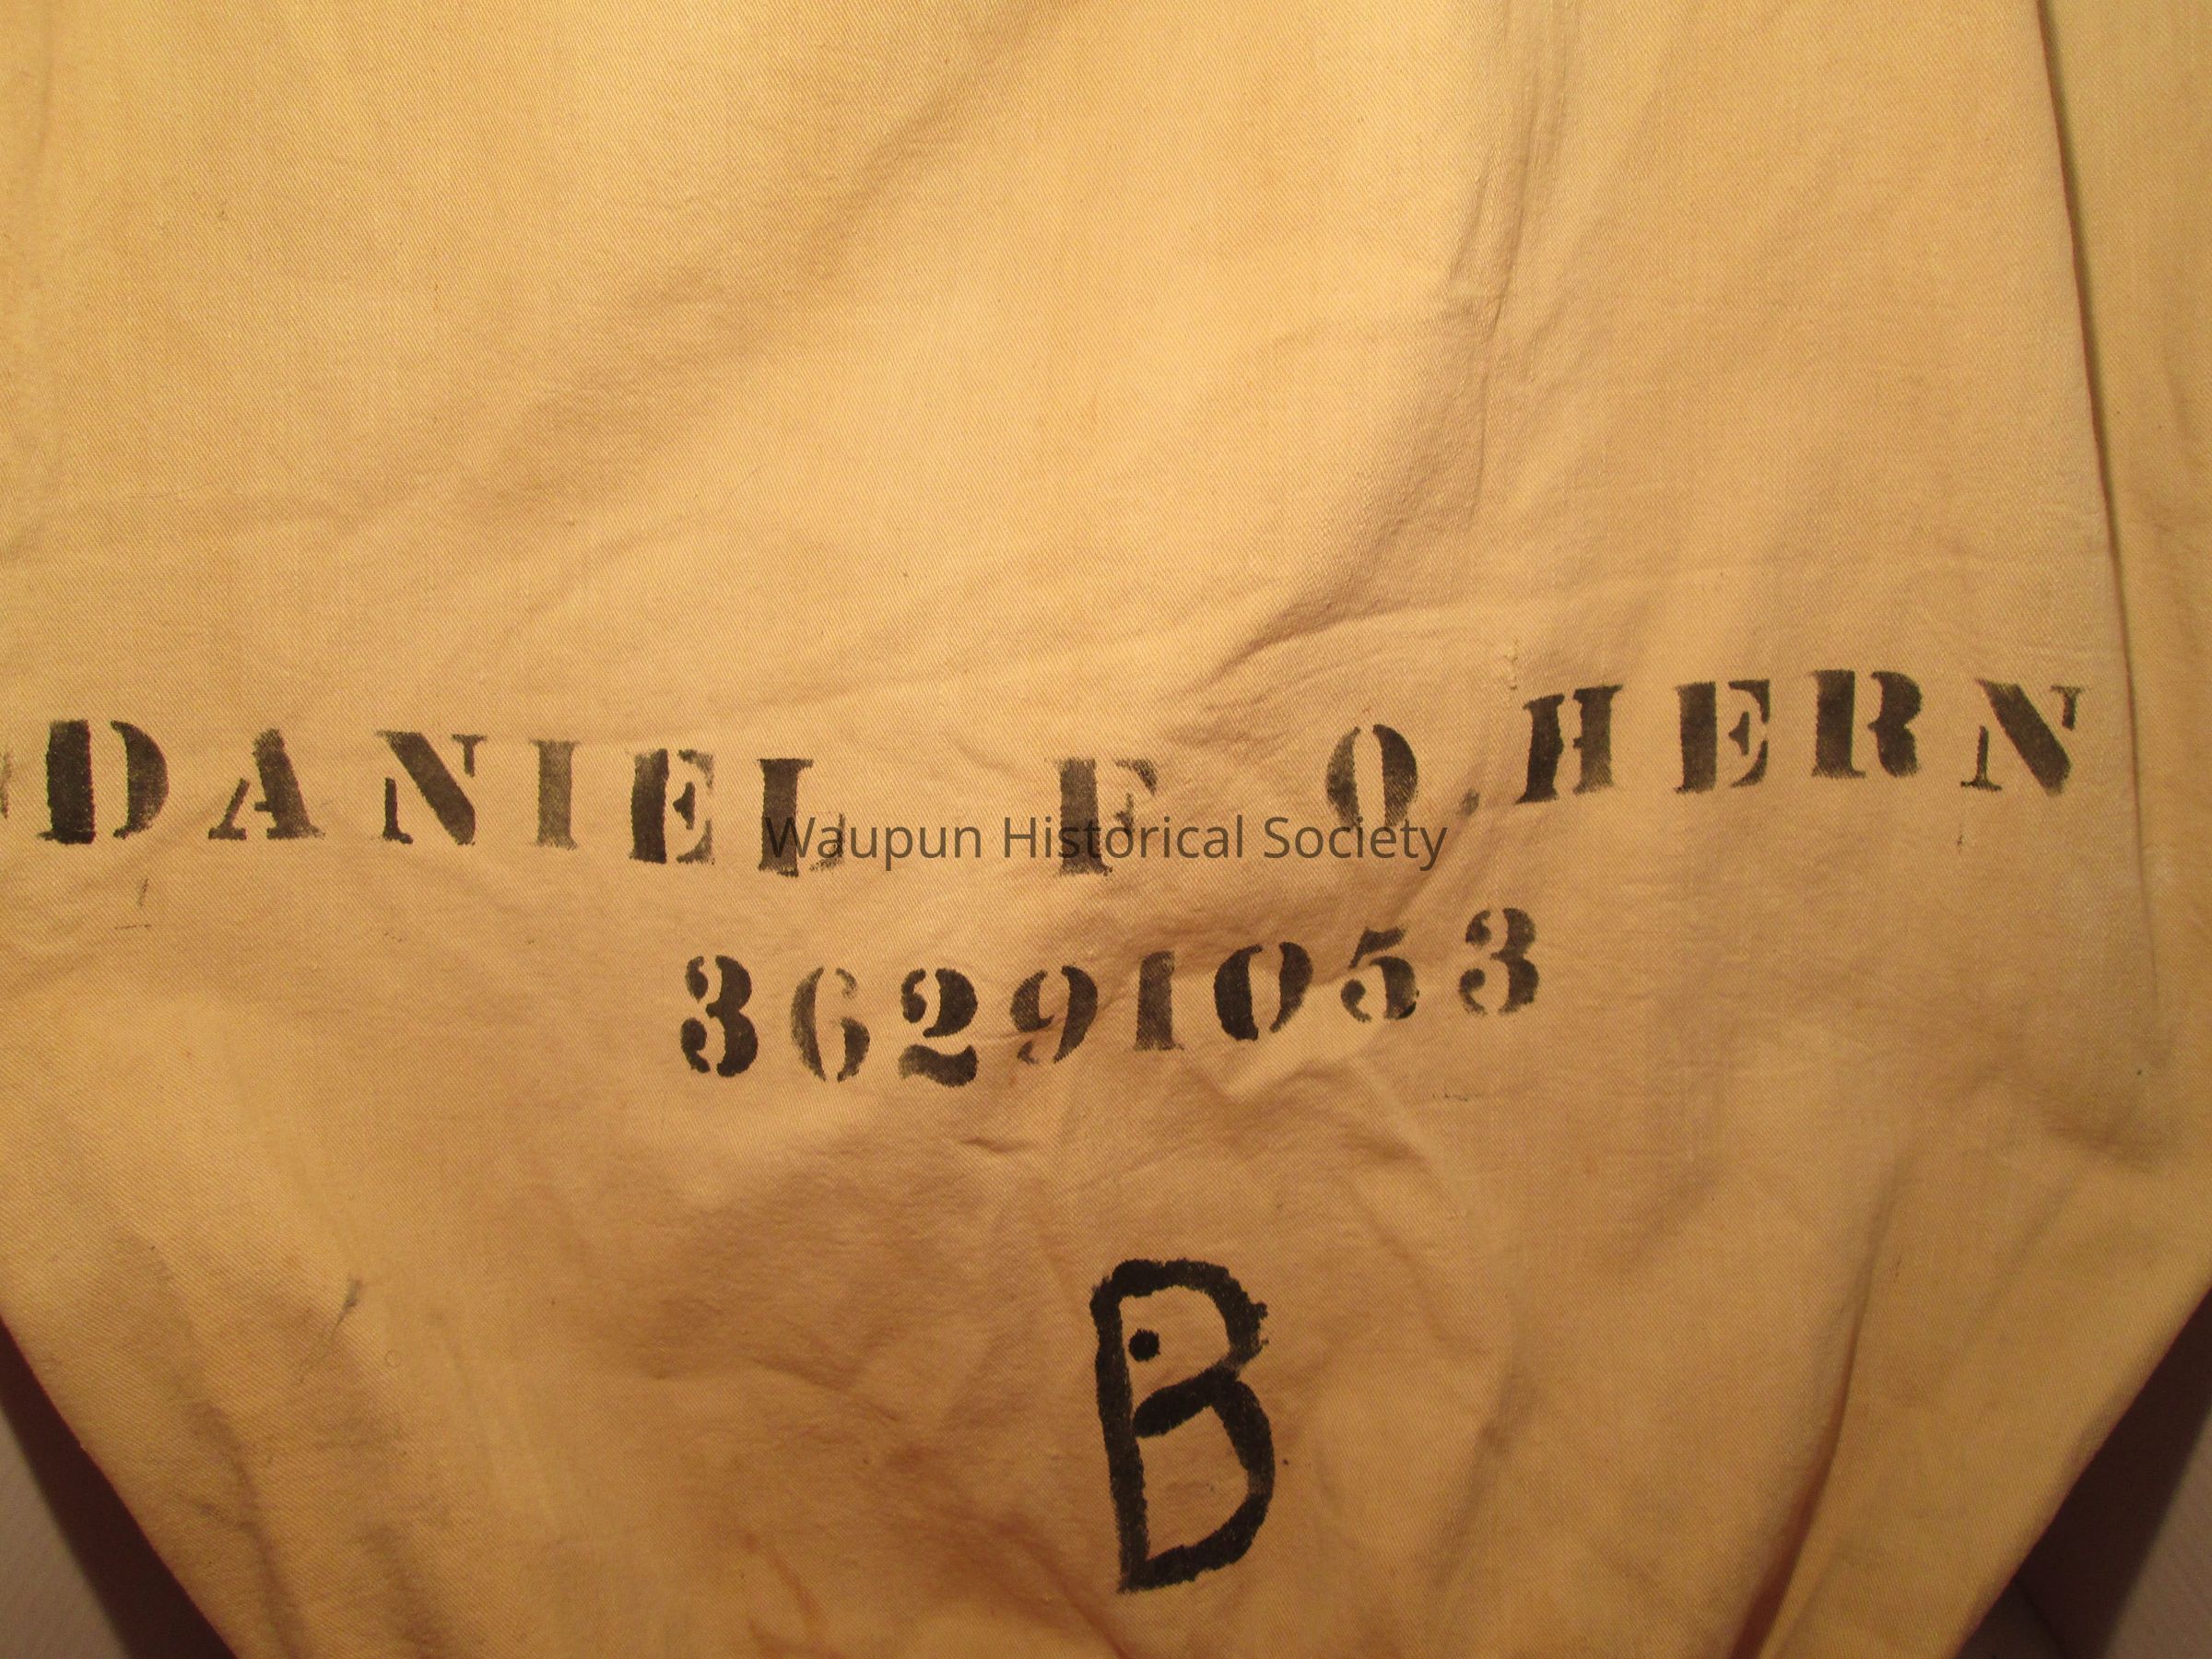 DANIEL F O.HERN
Waupun Historical Society
36291053
B